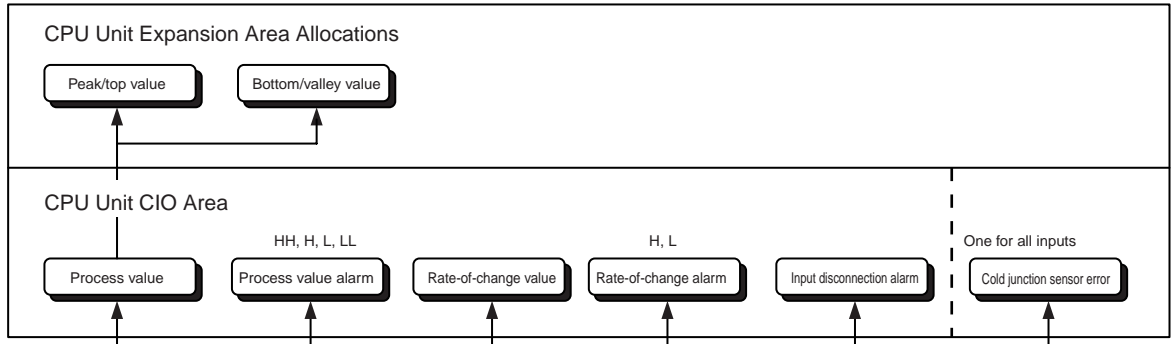 CPU Unit Expansion Area Allocations
Peak/top value
Bottom/valley value
CPU Unit CIO Area
HH, H, L, LL
H, L
One for all inputs
Process value
Process value alarm
Rate-of-change value
Rate-of-change alarm
Input disconnection alarm
Cold junction sensor error